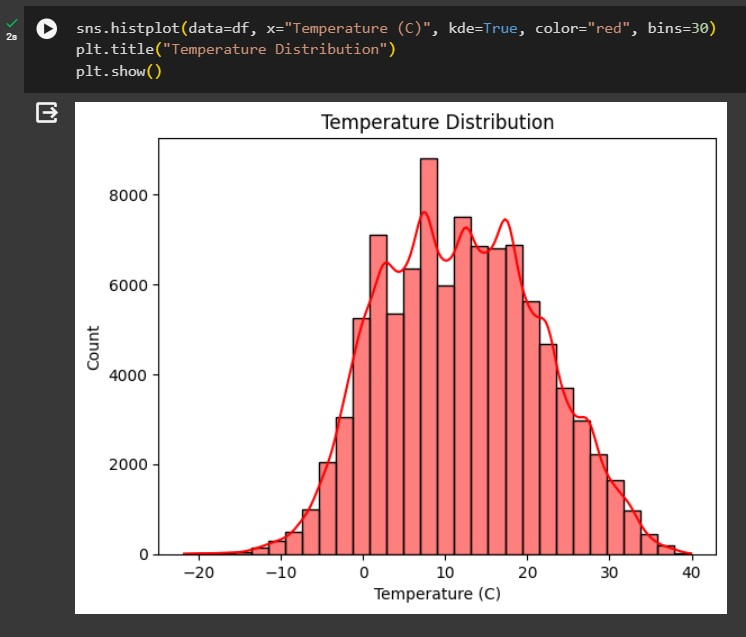 sns.histplot(data=df, x="Temperature (C)", kde=True, color="red", bins=30)
plt.title("Temperature Distribution")
plt.show()
2s
Temperature Distribution
8000
6000
4000
2000
0
Count
−20
−10
0
10
20
30
40
Temperature (C)